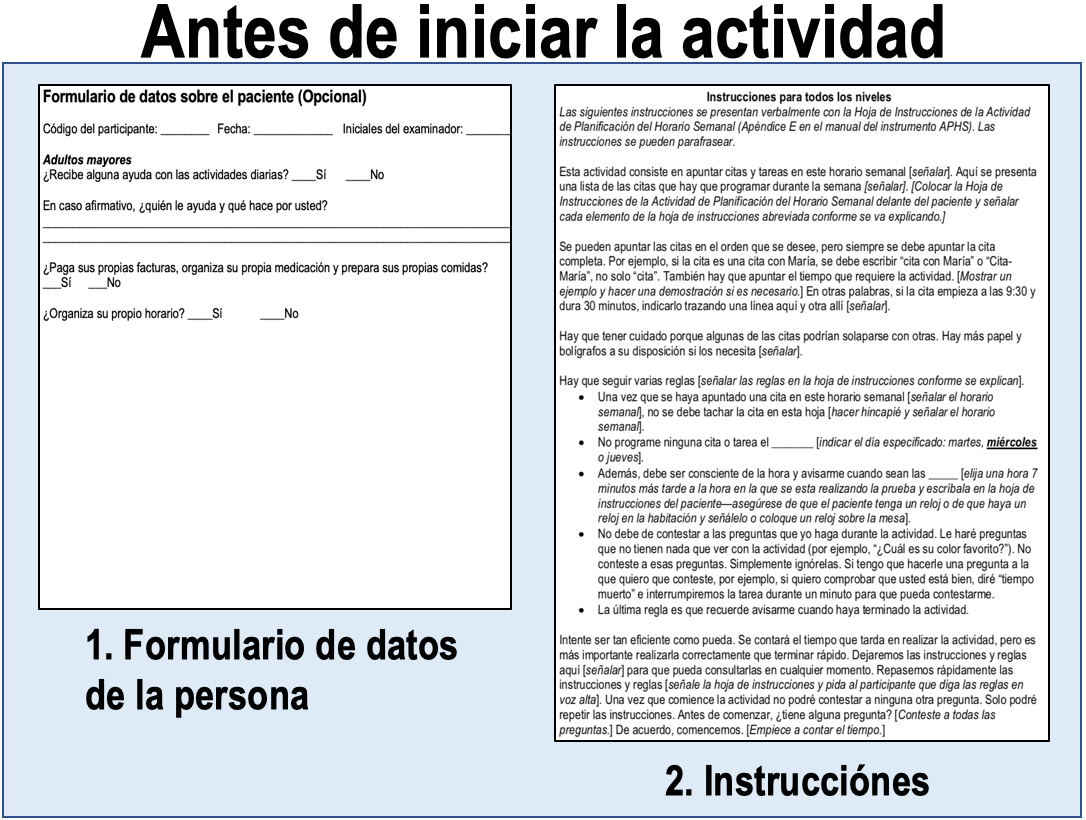 Antes de iniciar la actividad
Formulario de datos sobre el paciente (Opcional)
Código del participante: ________ Fecha: _____________ Iniciales del examinador: _______
Adultos mayores
¿Recibe alguna ayuda con las actividades diarias? ____Sí ____No
En caso afirmativo, ¿quién le ayuda y qué hace por usted?
¿Paga sus propias facturas, organiza su propia medicación y prepara sus propias comidas?
___Sí ___No
¿Organiza su propio horario? ____Sí ____No
1. Formulario de datos
de la persona
Instrucciones para todos los niveles
Las siguientes instrucciones se presentan verbalmente con la Hoja de Instrucciones de la Actividad
de Planificación del Horario Semanal (Apéndice E en el manual del instrumento APHS). Las
instrucciones se pueden parafrasear.
Esta actividad consiste en apuntar citas y tareas en este horario semanal [señalar]. Aquí se presenta
una lista de las citas que hay que programar durante la semana [señalar]. [Colocar la Hoja de
Instrucciones de la Actividad de Planificación del Horario Semanal delante del paciente y señalar
cada elemento de la hoja de instrucciones abreviada conforme se va explicando.]
Se pueden apuntar las citas en el orden que se desee, pero siempre se debe apuntar la cita
completa. Por ejemplo, si la cita es una cita con María, se debe escribir “cita con María” o “Cita-
María”, no solo “cita”. También hay que apuntar el tiempo que requiere la actividad. [Mostrar un
ejemplo y hacer una demostración si es necesario.] En otras palabras, si la cita empieza a las 9:30 y
dura 30 minutos, indicarlo trazando una línea aquí y otra allí [señalar].
Hay que tener cuidado porque algunas de las citas podrían solaparse con otras. Hay más papel y
bolígrafos a su disposición si los necesita [señalar].
Hay que seguir varias reglas [señalar las reglas en la hoja de instrucciones conforme se explican].
• Una vez que se haya apuntado una cita en este horario semanal [señalar el horario
semanal], no se debe tachar la cita en esta hoja [hacer hincapié y señalar el horario
semanal].
• No programe ninguna cita o tarea el _______ [indicar el día especificado: martes, miércoles
o jueves].
• Además, debe ser consciente de la hora y avisarme cuando sean las _____ [elija una hora 7
minutos más tarde a la hora en la que se esta realizando la prueba y escríbala en la hoja de
instrucciones del paciente—asegúrese de que el paciente tenga un reloj o de que haya un
reloj en la habitación y señálelo o coloque un reloj sobre la mesa].
• No debe de contestar a las preguntas que yo haga durante la actividad. Le haré preguntas
que no tienen nada que ver con la actividad (por ejemplo, “¿Cuál es su color favorito?”). No
conteste a esas preguntas. Simplemente ignórelas. Si tengo que hacerle una pregunta a la
que quiero que conteste, por ejemplo, si quiero comprobar que usted está bien, diré “tiempo
muerto” e interrumpiremos la tarea durante un minuto para que pueda contestarme.
• La última regla es que recuerde avisarme cuando haya terminado la actividad.
Intente ser tan eficiente como pueda. Se contará el tiempo que tarda en realizar la actividad, pero es
más importante realizarla correctamente que terminar rápido. Dejaremos las instrucciones y reglas
aquí [señalar] para que pueda consultarlas en cualquier momento. Repasemos rápidamente las
instrucciones y reglas [señale la hoja de instrucciones y pida al participante que diga las reglas en
voz alta]. Una vez que comience la actividad no podré contestar a ninguna otra pregunta. Solo podré
repetir las instrucciones. Antes de comenzar, ¿tiene alguna pregunta? [Conteste a todas las
preguntas.] De acuerdo, comencemos. [Empiece a contar el tiempo.]
2. Instrucciónes